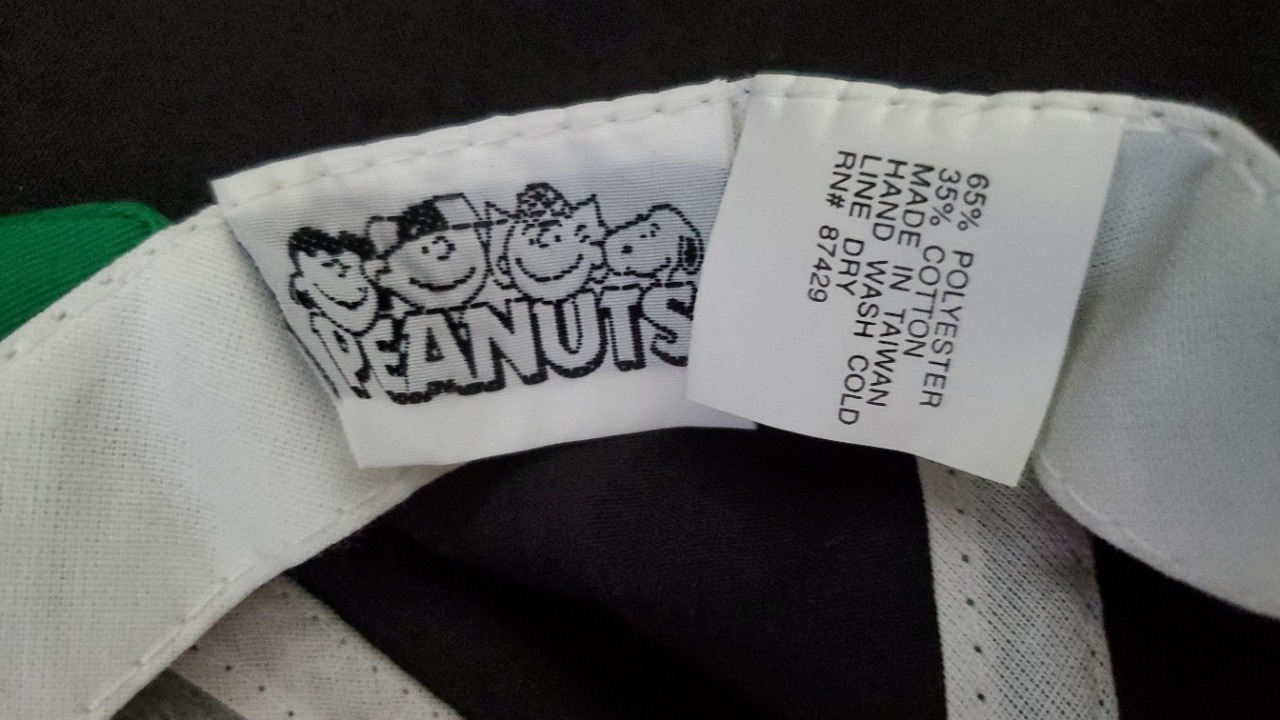 PEANUTS
65% POLYESTER
35% COTTON
MADE IN TAIWAN
HAND WASH COLD
LINE DRY
RN# 87429